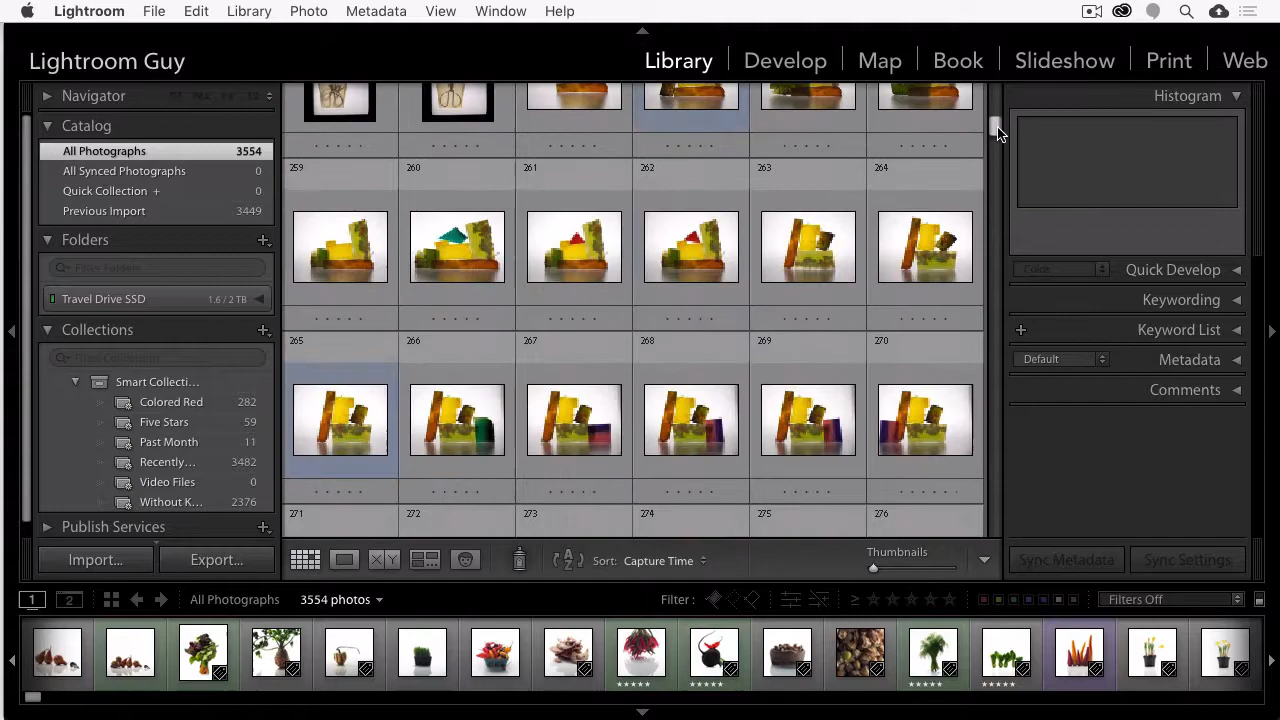 Lightroom File Edit Library Photo Metadata View Window Help
Lightroom Guy
Library Develop Map Book Slideshow Print Web
Navigator
Catalog
All Photographs 3554
All Synced Photographs 0
Quick Collection + 0
Previous Import 3449
Folders
Filter Folders
Travel Drive SSD 1.6 / 2 TB
Collections
Filter Collections
Smart Collecti...
Colored Red 282
Five Stars 59
Past Month 11
Recently... 3482
Video Files 0
Without K... 2376
Publish Services
Import... Export...
259 260 261 262 263 264
265 266 267 268 269 270
271 272 273 274 275 276
Sort: Capture Time
Thumbnails
Histogram
Color Quick Develop
Keywording
Keyword List
Default Metadata
Comments
Sync Metadata Sync Settings
1 2 All Photographs 3554 photos Filter: Filters Off